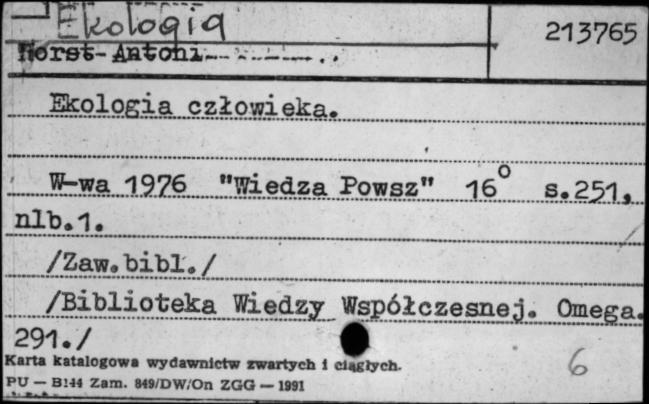 Ekologia
213765
Horst Antoni
Ekologia człowieka.
W-wa 1976 "Wiedza Powsz" 16° s.251,
nlb.1.
/Zaw.bibl./
/Biblioteka Wiedzy Współczesnej. Omega.
291./
Karta katalogowa wydawnictw zwartych i ciągłych.
6
PU — B144 Zam. 849/DW/On ZGG — 1991